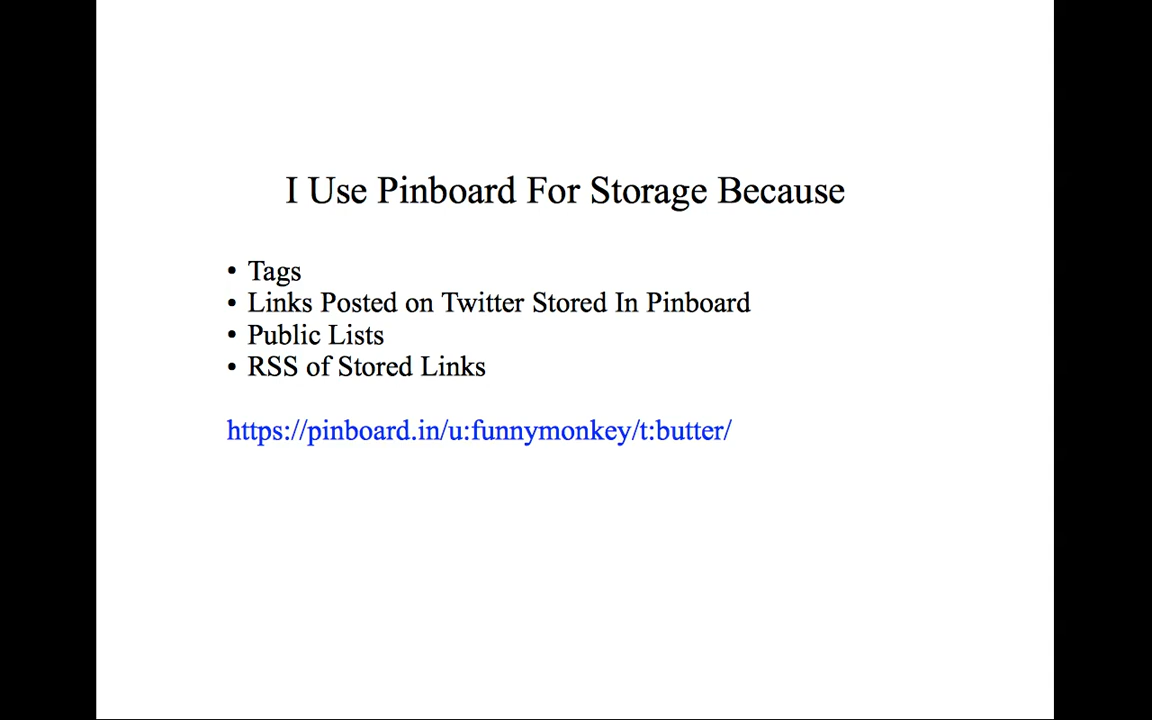 I Use Pinboard For Storage Because
• Tags
• Links Posted on Twitter Stored In Pinboard
• Public Lists
• RSS of Stored Links
https://pinboard.in/u:funnymonkey/t:butter/